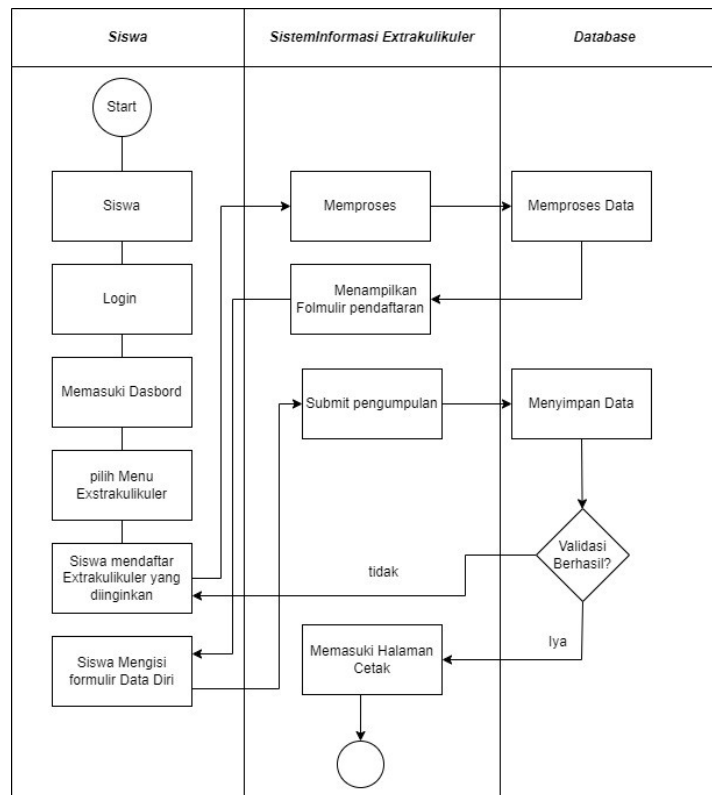 Siswa
SistemInformasi Extrakulikuler
Database
Start
Siswa
Memproses
Memproses Data
Login
Menampilkan
Folmulir pendaftaran
Memasuki Dasbord
Submit pengumpulan
Menyimpan Data
pilih Menu
Exstrakulikuler
Siswa mendaftar
Extrakulikuler yang
diinginkan
tidak
Validasi
Berhasil?
Siswa Mengisi
formulir Data Diri
Memasuki Halaman
Cetak
Iya